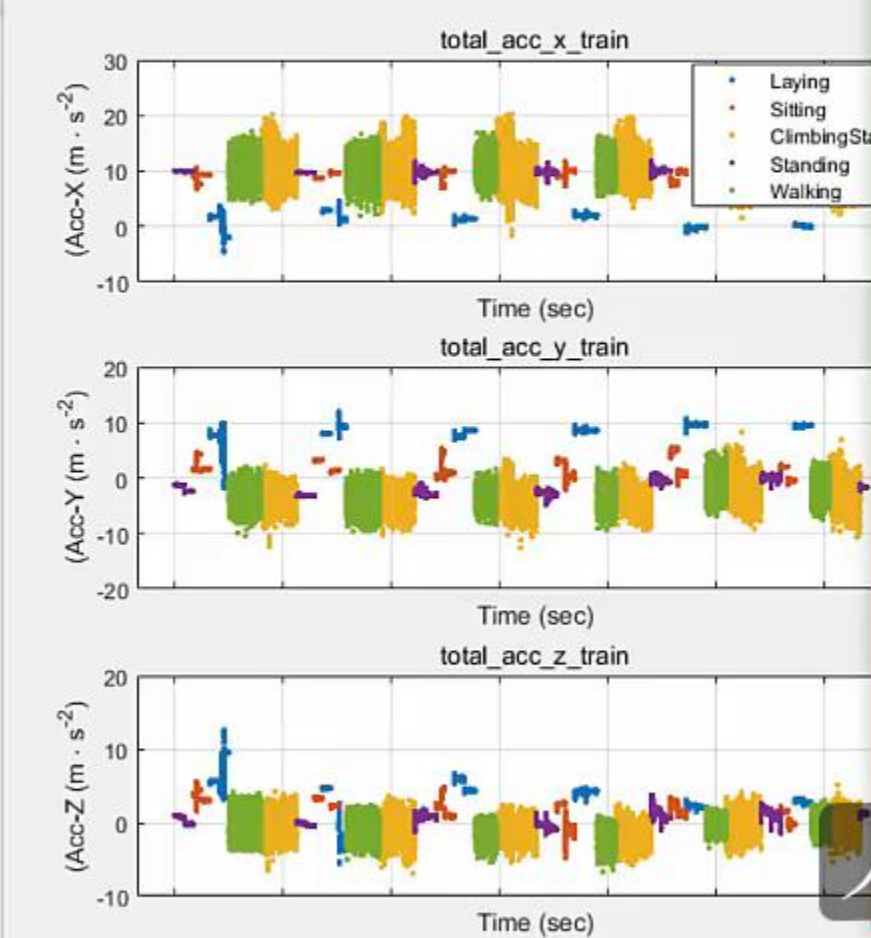 total_acc_x_train
30
20
10
0
-10
(Acc-X (m · s⁻²)
Laying
Sitting
ClimbingSta
Standing
Walking
Time (sec)
total_acc_y_train
20
10
0
-10
-20
(Acc-Y (m · s⁻²)
Time (sec)
total_acc_z_train
20
10
0
-10
(Acc-Z (m · s⁻²)
Time (sec)